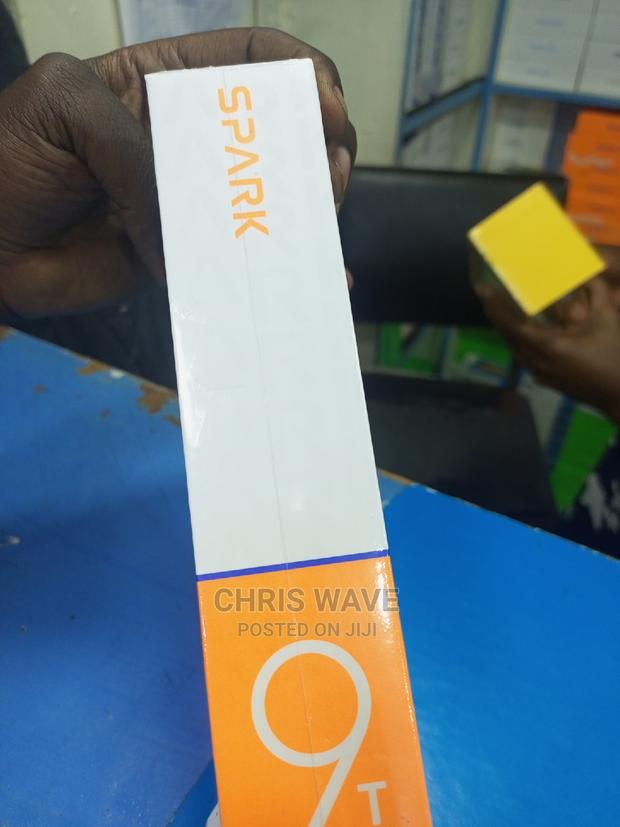 SPARK
CHRIS WAVE
POSTED ON JIJI
9T